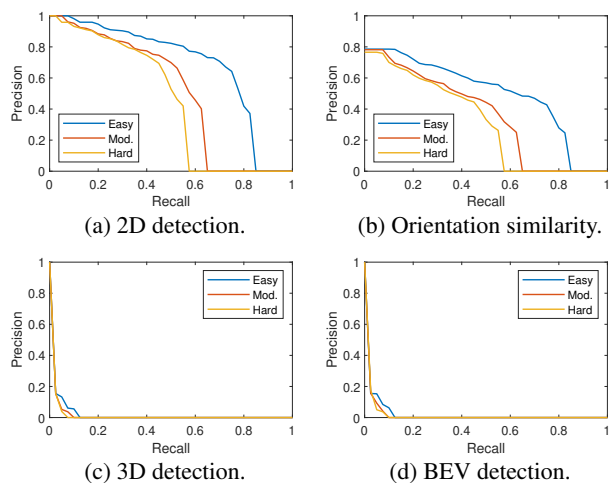 1
0.8
0.6
0.4
0.2
0
Precision
Easy
Mod.
Hard
0 0.2 0.4 0.6 0.8 1
Recall
(a) 2D detection.
1
0.8
0.6
0.4
0.2
0
Precision
Easy
Mod.
Hard
0 0.2 0.4 0.6 0.8 1
Recall
(b) Orientation similarity.
1
0.8
0.6
0.4
0.2
0
Precision
Easy
Mod.
Hard
0 0.2 0.4 0.6 0.8 1
Recall
(c) 3D detection.
1
0.8
0.6
0.4
0.2
0
Precision
Easy
Mod.
Hard
0 0.2 0.4 0.6 0.8 1
Recall
(d) BEV detection.